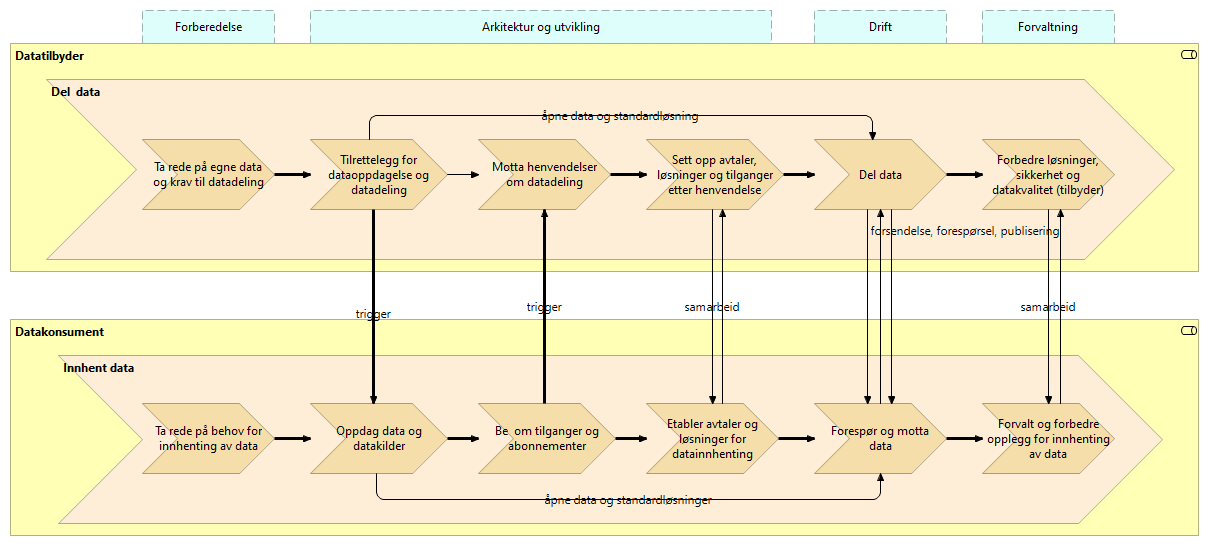 Forberedelse
Arkitektur og utvikling
Drift
Forvaltning
Datatilbyder
Del data
åpne data og standardløsning
Ta rede på egne data
og krav til datadeling
Tilrettelegg for
dataoppdagelse og
datadeling
Motta henvendelser
om datadeling
Sett opp avtaler,
løsninger og tilganger
etter henvendelse
Del data
Forbedre løsninger,
sikkerhet og
datakvalitet (tilbyder)
forsendelse, forespørsel, publisering
trigger
trigger
samarbeid
samarbeid
Datakonsument
Innhent data
Ta rede på behov for
innhenting av data
Oppdag data og
datakilder
Be om tilganger og
abonnementer
Etabler avtaler og
løsninger for
datainnhenting
Forespør og motta
data
Forvalt og forbedre
opplegg for innhenting
av data
åpne data og standardløsninger